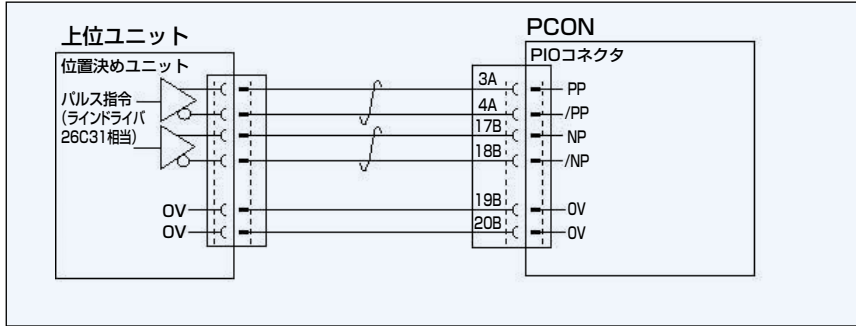 上位ユニット
位置決めユニット
パルス指令
(ラインドライバ
26C31相当)
0V
0V
3A
4A
17B
18B
19B
20B
PCON
PIOコネクタ
PP
/PP
NP
/NP
0V
0V